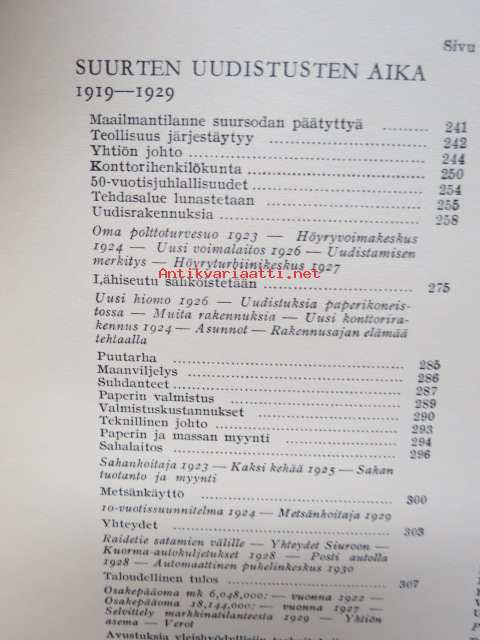 Sivu
SUURTEN UUDISTUSTEN AIKA
1919—1929
Maailmantilanne suursodan päätyttyä 241
Teollisuus järjestäytyy 242
Yhtiön johto 244
Konttorihenkilökunta 250
50-vuotisjuhlallisuudet 254
Tehdasalue lunastetaan 255
Uudisrakennuksia 258
Oma polttoturvesuo 1923 — Höyryvoimakeskus
1924 — Uusi voimalaitos 1926 — Uudistamisen
merkitys — Höyryturbiinikeskus 1927
Antikvariaatti.net
Lähiseutu sähköistetään 275
Uusi hiomo 1926 — Uudistuksia paperikoneis-
tossa — Muita rakennuksia — Uusi konttorira-
kennus 1924 — Asunnot — Rakennusajan elämää
tehtaalla
Puutarha 285
Maanviljelys 286
Suhdanteet 287
Paperin valmistus 289
Valmistuskustannukset 290
Teknillinen johto 293
Paperin ja massan myynti 294
Sahalaitos 296
Sahanhoitaja 1923 — Kaksi kehää 1925 — Sahan
tuotanto ja myynti
Metsänkäyttö 300
10-vuotissuunnitelma 1924 — Metsänhoitaja 1929
Yhteydet 303
Raidetie satamien välille — Yhteydet Siuroon —
Kuorma-autokuljetukset 1928 — Posti autolla
1928 — Automaattinen puhelinkeskus 1930
Taloudellinen tulos 307
Osakepääoma mk 6,048,000: — vuonna 1922 —
Osakepääoma 18,144,000: — vuonna 1927 —
Selvittely markkinatilanteesta 1929 — Yhtiön
asema — Verot
Avustuksia yleishyödyllisiin